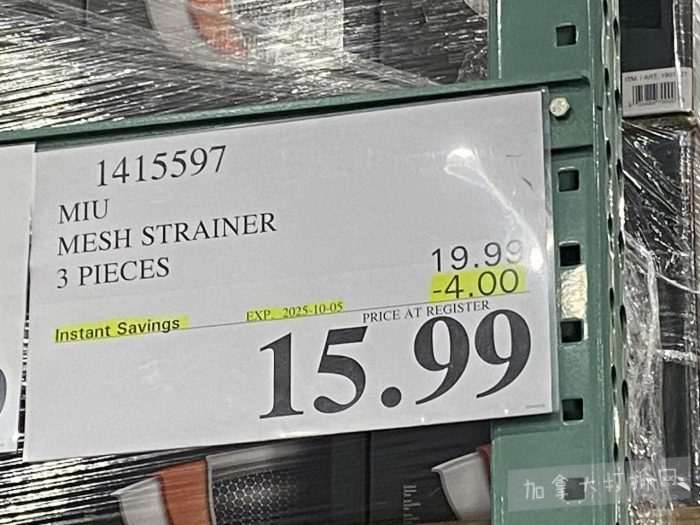 1415597
MIU
MESH STRAINER
3 PIECES
19.99
-4.00
Instant Savings EXP. 2025-10-05 PRICE AT REGISTER
15.99
加拿大打折网